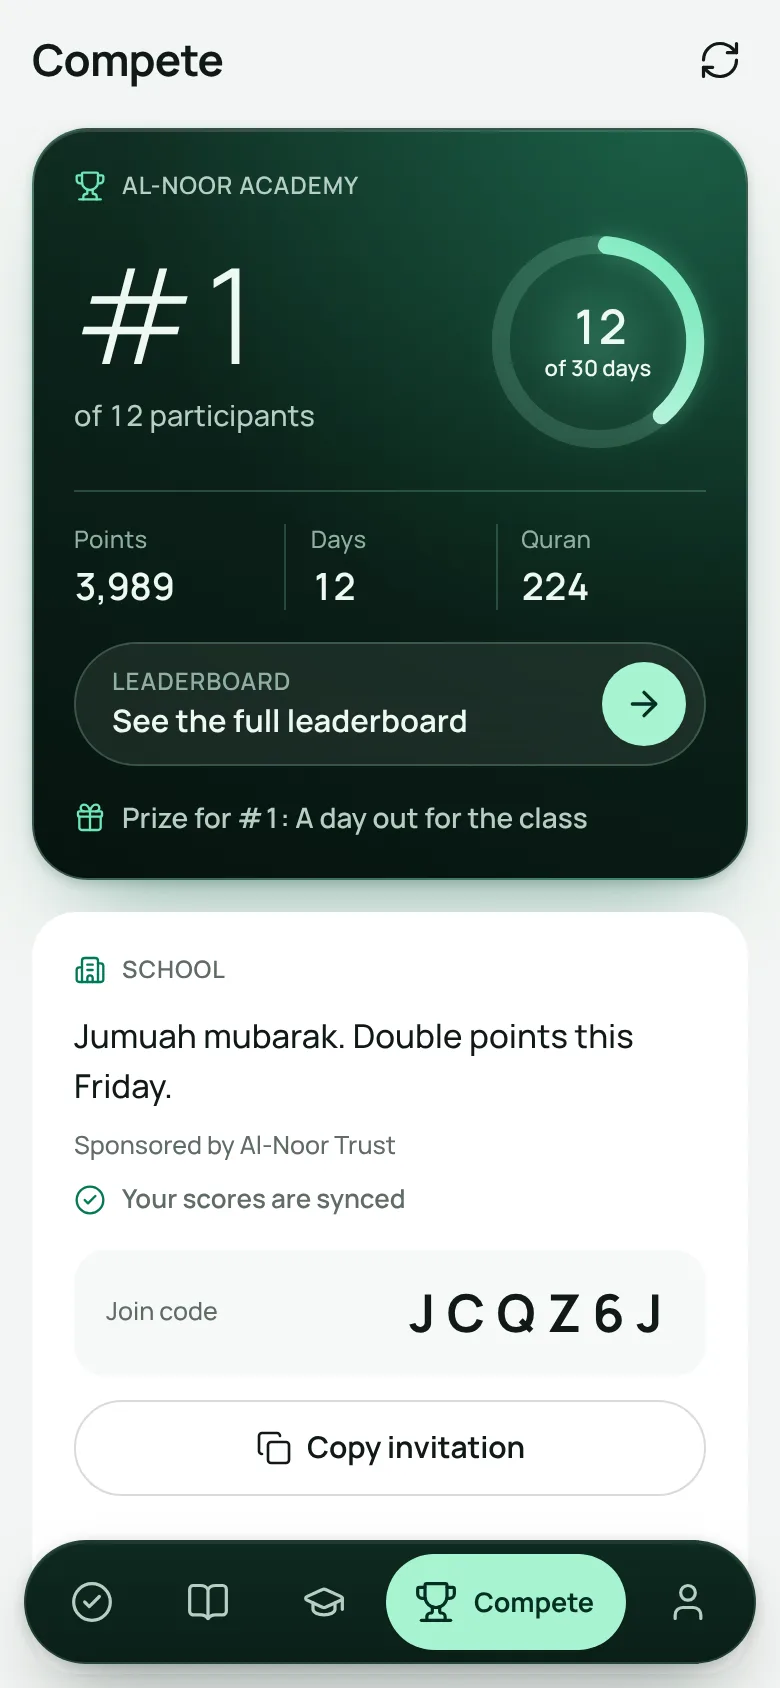 Compete
AL-NOOR ACADEMY
#1
of 12 participants
12
of 30 days
Points
3,989
Days
12
Quran
224
LEADERBOARD
See the full leaderboard
Prize for #1: A day out for the class
SCHOOL
Jumuah mubarak. Double points this
Friday.
Sponsored by Al-Noor Trust
Your scores are synced
Join code
JCQZ6J
Copy invitation
Compete